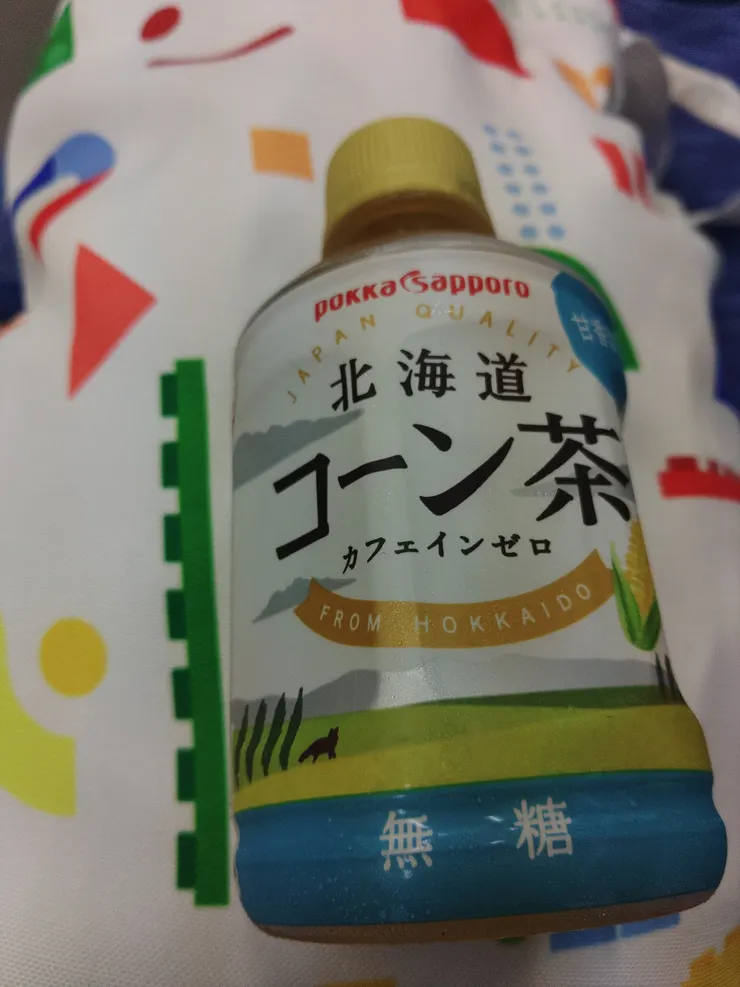 pokka sapporo
JAPAN QUALITY
北海道
コーン茶
カフェインゼロ
FROM HOKKAIDO
無糖